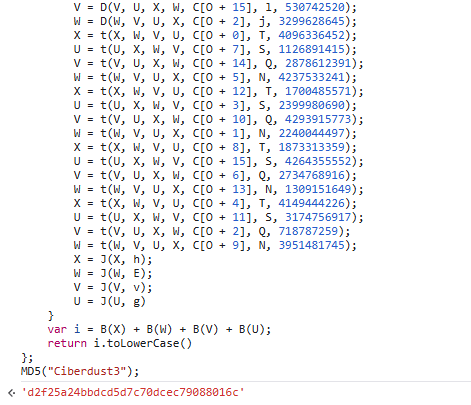 V = D(V, U, X, W, C[O + 15], l, 530742520);
W = D(W, V, U, X, C[O + 2], j, 3299628645);
X = t(X, W, V, U, C[O + 0], T, 4096336452);
U = t(U, X, W, V, C[O + 7], S, 1126891415);
V = t(V, U, X, W, C[O + 14], Q, 2878612391);
W = t(W, V, U, X, C[O + 5], N, 4237533241);
X = t(X, W, V, U, C[O + 12], T, 1700485571);
U = t(U, X, W, V, C[O + 3], S, 2399980690);
V = t(V, U, X, W, C[O + 10], Q, 4293915773);
W = t(W, V, U, X, C[O + 1], N, 2240044497);
X = t(X, W, V, U, C[O + 8], T, 1873313359);
U = t(U, X, W, V, C[O + 15], S, 4264355552);
V = t(V, U, X, W, C[O + 6], Q, 2734768916);
W = t(W, V, U, X, C[O + 13], N, 1309151649);
X = t(X, W, V, U, C[O + 4], T, 4149444226);
U = t(U, X, W, V, C[O + 11], S, 3174756917);
V = t(V, U, X, W, C[O + 2], Q, 718787259);
W = t(W, V, U, X, C[O + 9], N, 3951481745);
X = J(X, h);
W = J(W, E);
V = J(V, v);
U = J(U, g)
}
var i = B(X) + B(W) + B(V) + B(U);
return i.toLowerCase()
};
MD5("Ciberdust3");
'd2f25a24bbdcd5d7c70dcec79088016c'